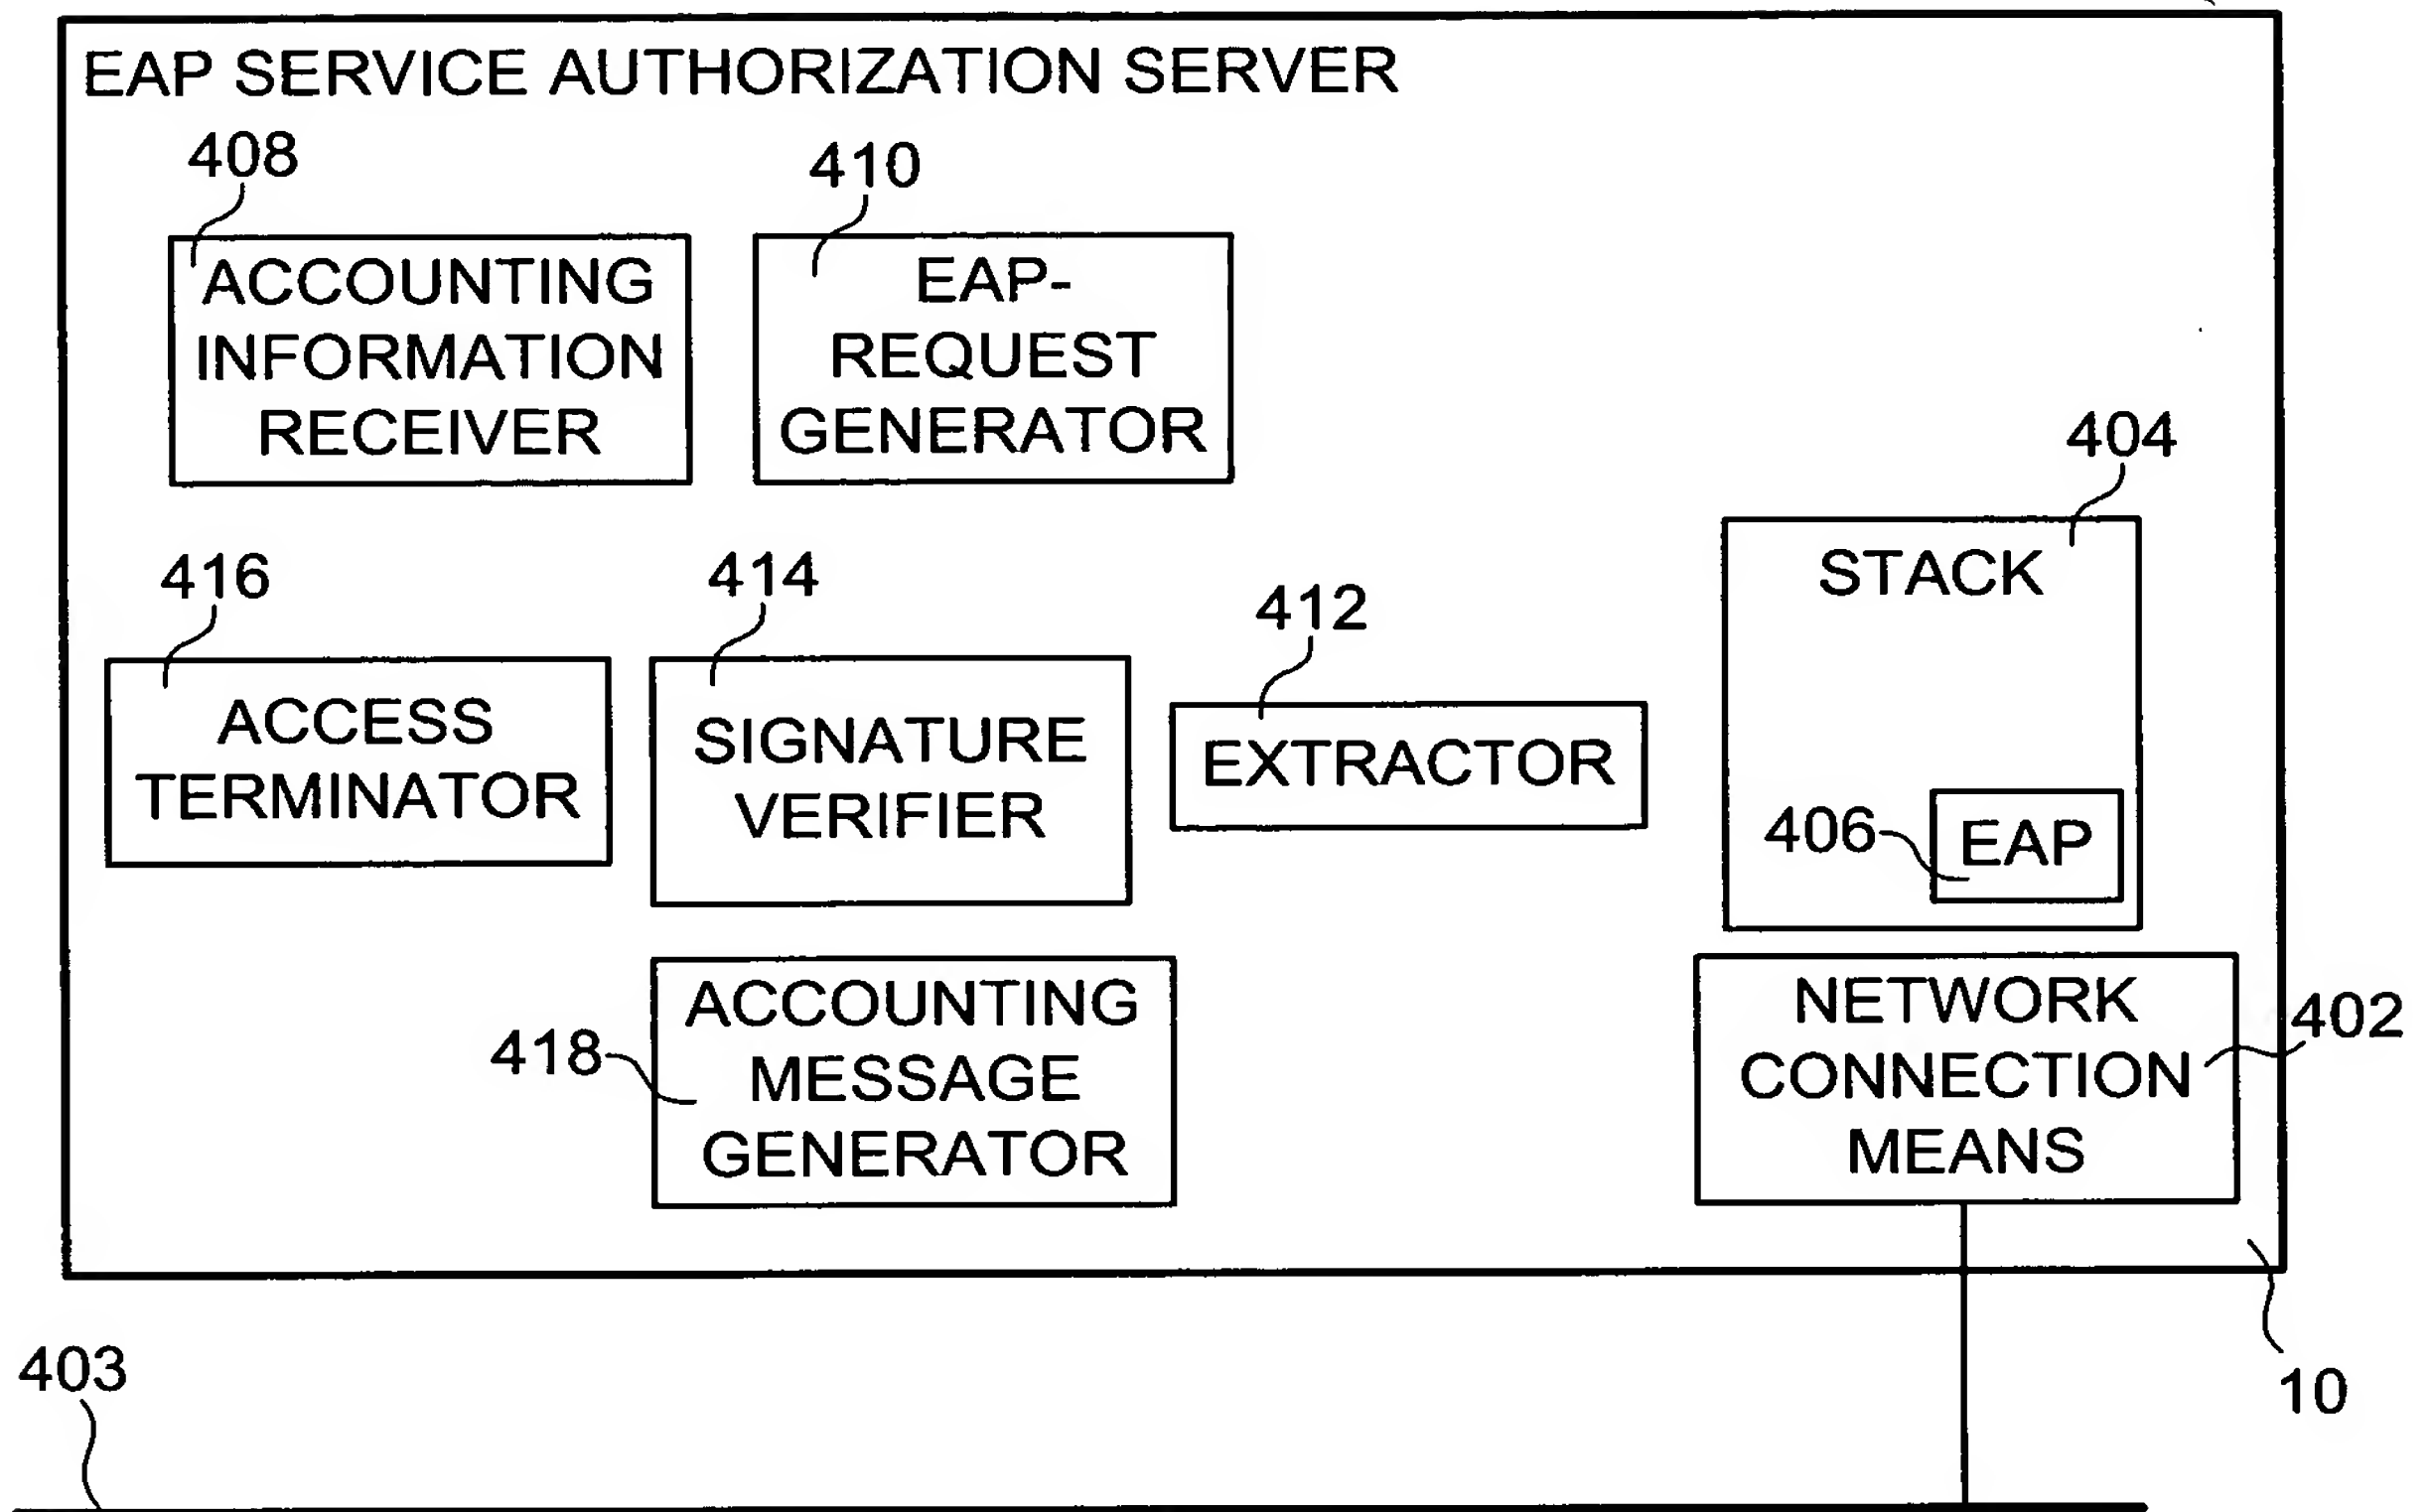 EAP SERVICE AUTHORIZATION SERVER
408
410
ACCOUNTING
INFORMATION
RECEIVER
EAP-
REQUEST
GENERATOR
404
STACK
416
414
412
ACCESS
TERMINATOR
SIGNATURE
VERIFIER
EXTRACTOR
406
EAP
418
ACCOUNTING
MESSAGE
GENERATOR
NETWORK
CONNECTION
MEANS
402
403
10